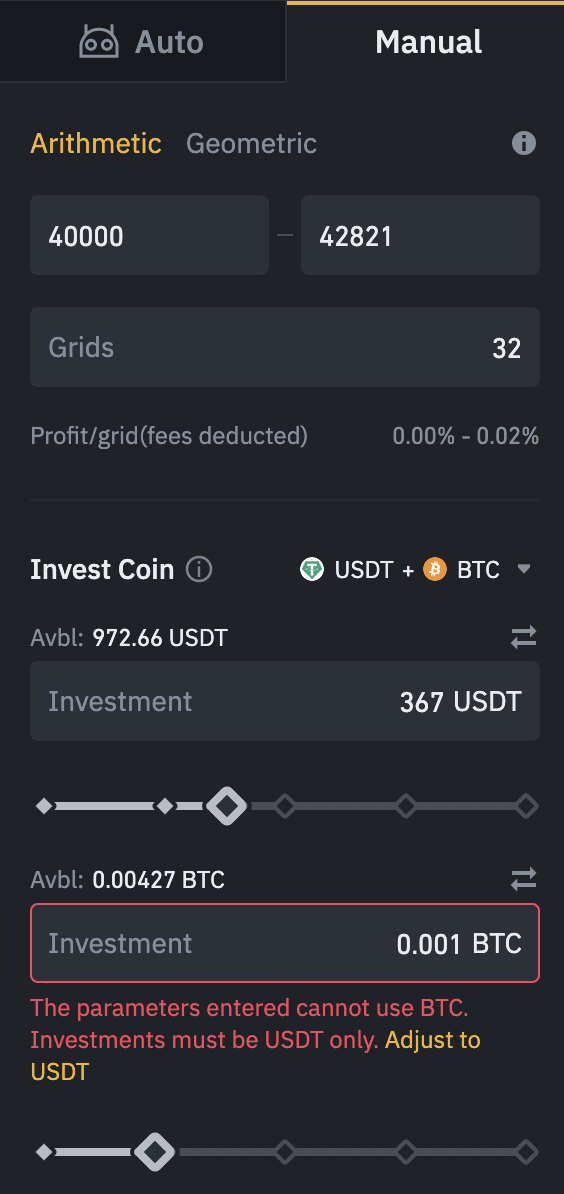 Auto Manual
Arithmetic Geometric
40000 – 42821
Grids 32
Profit/grid(fees deducted) 0.00% - 0.02%
Invest Coin USDT + BTC
Avbl: 972.66 USDT
Investment 367 USDT
Avbl: 0.00427 BTC
Investment 0.001 BTC
The parameters entered cannot use BTC.
Investments must be USDT only. Adjust to
USDT